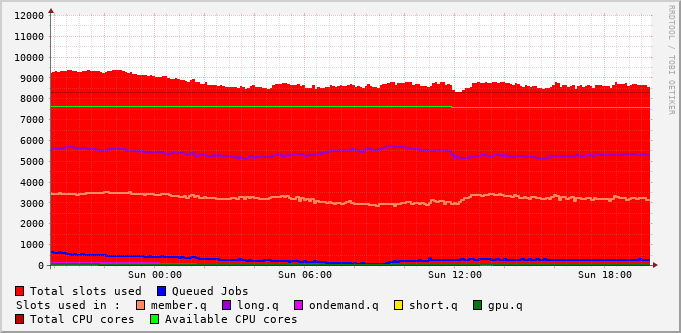 RRDTOOL / TOBI OETIKER
12000
11000
10000
9000
8000
7000
6000
5000
4000
3000
2000
1000
0
Sun 00:00 Sun 06:00 Sun 12:00 Sun 18:00
Total slots used Queued Jobs
Slots used in : member.q long.q ondemand.q short.q gpu.q
Total CPU cores Available CPU cores